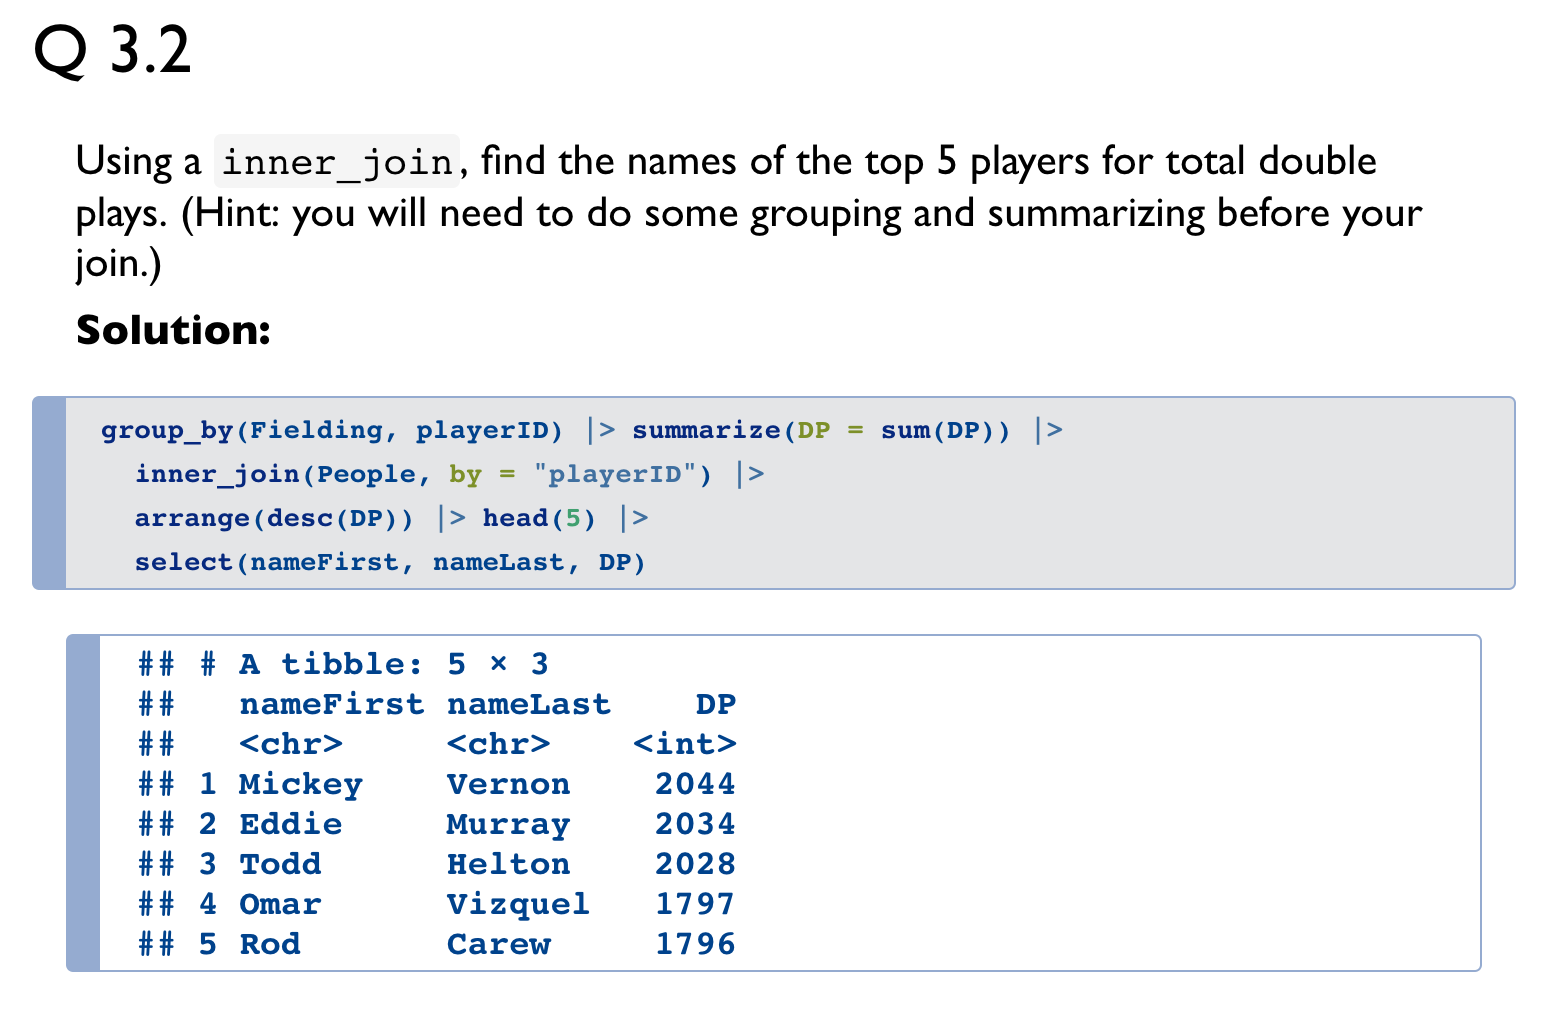 Q 3.2
Using a inner_join, find the names of the top 5 players for total double
plays. (Hint: you will need to do some grouping and summarizing before your
join.)
Solution:
group_by(Fielding, playerID) |> summarize(DP = sum(DP)) |>
  inner_join(People, by = "playerID") |>
  arrange(desc(DP)) |> head(5) |>
  select(nameFirst, nameLast, DP)
## # A tibble: 5 × 3
##   nameFirst nameLast    DP
##   <chr>     <chr>    <int>
## 1 Mickey    Vernon    2044
## 2 Eddie     Murray    2034
## 3 Todd      Helton    2028
## 4 Omar      Vizquel   1797
## 5 Rod       Carew     1796